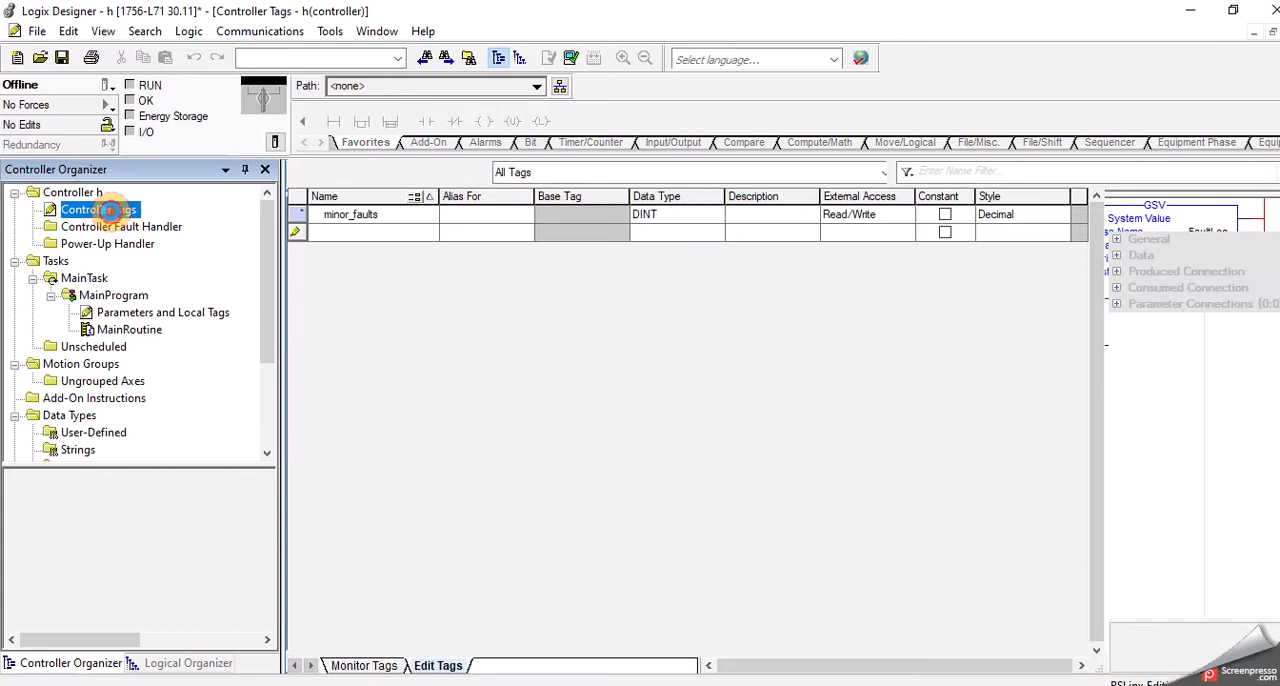 Logix Designer - h [1756-L71 30.11]* - [Controller Tags - h(controller)]
File Edit View Search Logic Communications Tools Window Help
Select language...
Offline
RUN
Path: <none>
No Forces
OK
No Edits
Energy Storage
Redundancy
I/O
Favorites Add-On Alarms Bit Timer/Counter Input/Output Compare Compute/Math Move/Logical File/Misc. File/Shift Sequencer Equipment Phase
Controller Organizer
All Tags
Enter Name Filter...
Name Alias For Base Tag Data Type Description External Access Constant Style
minor_faults DINT Read/Write Decimal
Controller h
Controller Tags
Controller Fault Handler
Power-Up Handler
Tasks
MainTask
MainProgram
Parameters and Local Tags
MainRoutine
Unscheduled
Motion Groups
Ungrouped Axes
Add-On Instructions
Data Types
User-Defined
Strings
GSV
System Value
General
Data
Produced Connection
Consumed Connection
Parameter Connections {0:0
Monitor Tags Edit Tags
Controller Organizer Logical Organizer
Screenpresso
.com